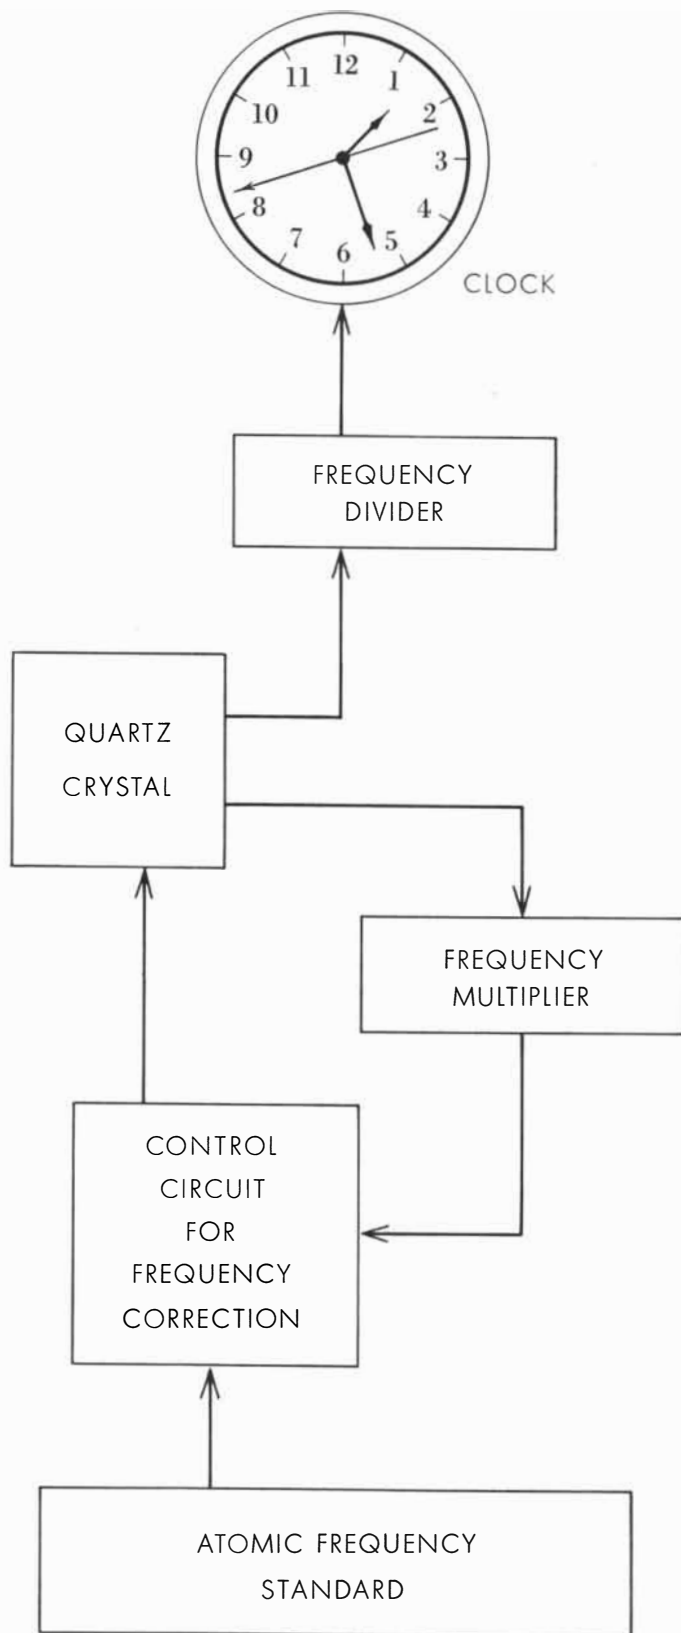 12
11
1
10
2
9
3
8
4
7
5
6
CLOCK
FREQUENCY
DIVIDER
QUARTZ
CRYSTAL
FREQUENCY
MULTIPLIER
CONTROL
CIRCUIT
FOR
FREQUENCY
CORRECTION
ATOMIC FREQUENCY
STANDARD